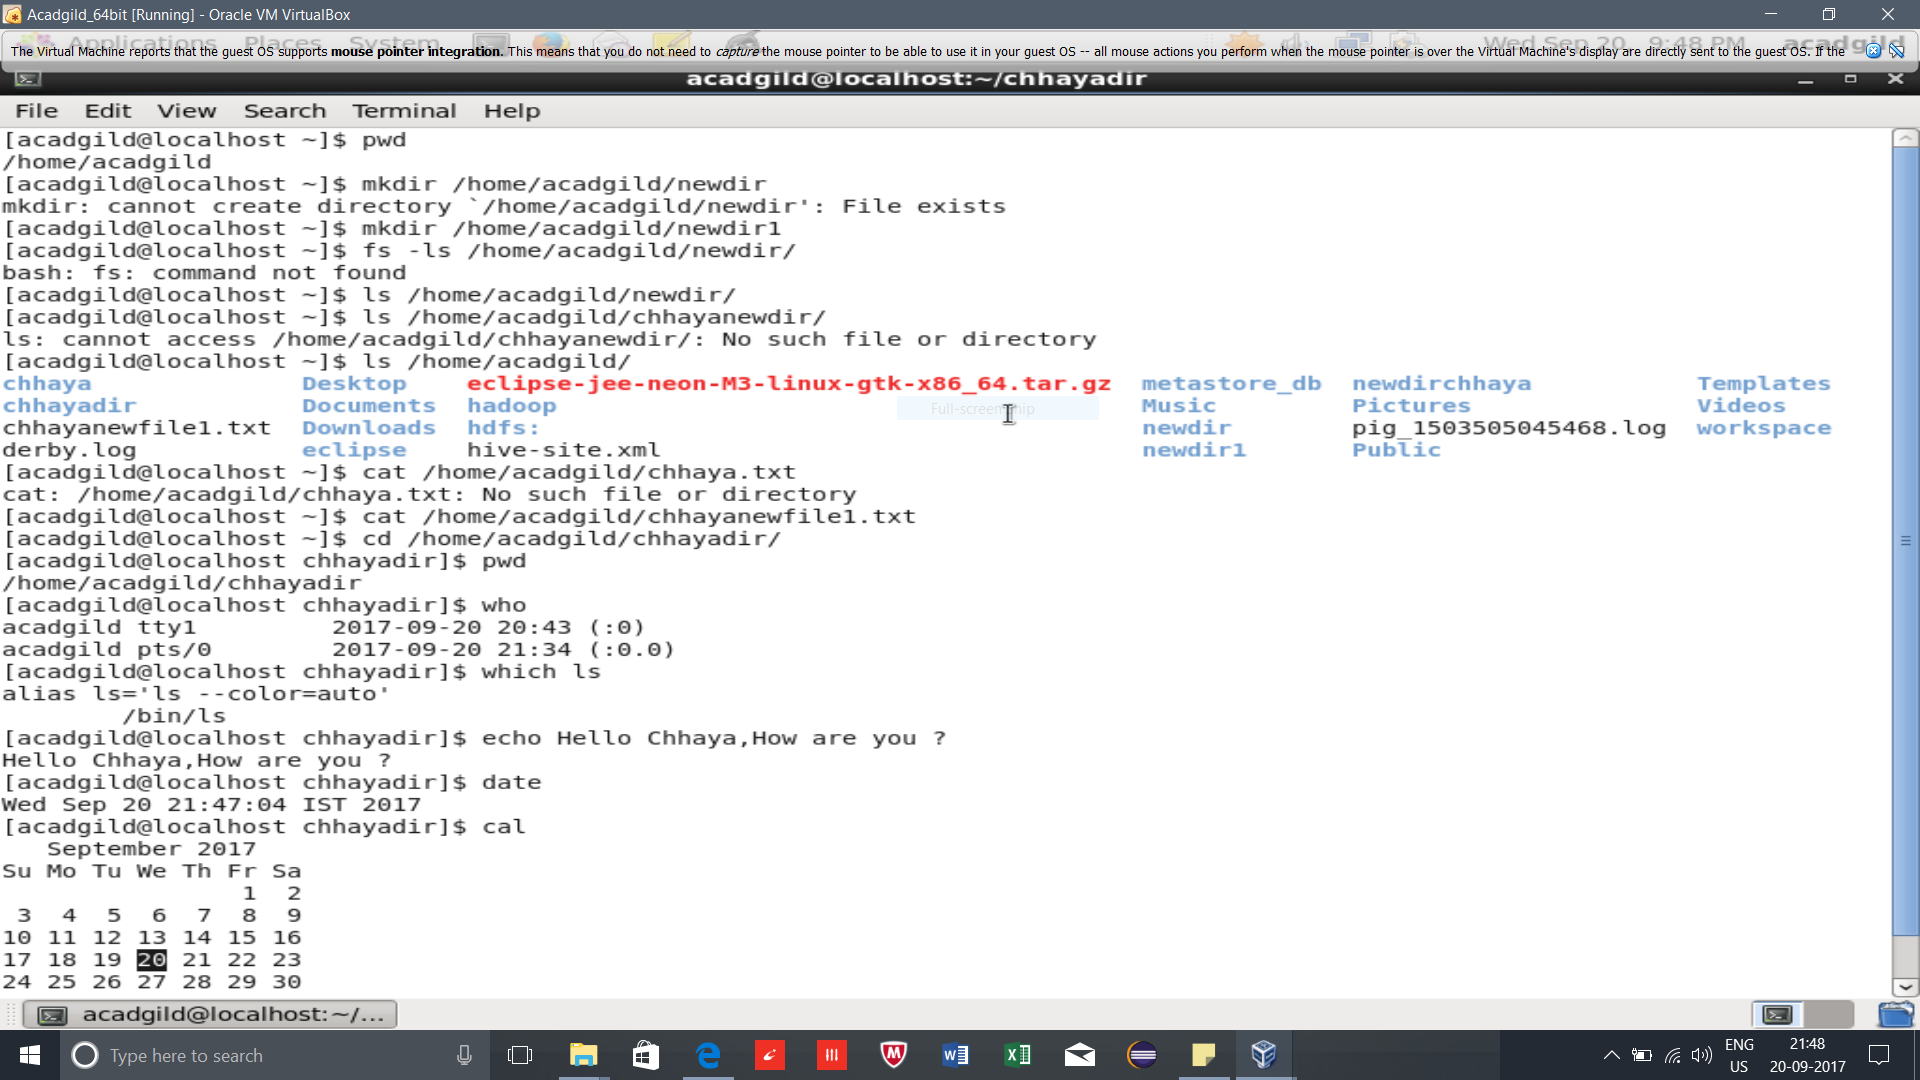 Acadgild_64bit [Running] - Oracle VM VirtualBox
Applications Places System Wed Sep 20 9:48 PM acadgild
The Virtual Machine reports that the guest OS supports mouse pointer integration. This means that you do not need to capture the mouse pointer to be able to use it in your guest OS -- all mouse actions you perform when the mouse pointer is over the Virtual Machine's display are directly sent to the guest OS. If the
acadgild@localhost:~/chhayadir
File Edit View Search Terminal Help
[acadgild@localhost ~]$ pwd
/home/acadgild
[acadgild@localhost ~]$ mkdir /home/acadgild/newdir
mkdir: cannot create directory `/home/acadgild/newdir': File exists
[acadgild@localhost ~]$ mkdir /home/acadgild/newdir1
[acadgild@localhost ~]$ fs -ls /home/acadgild/newdir/
bash: fs: command not found
[acadgild@localhost ~]$ ls /home/acadgild/newdir/
[acadgild@localhost ~]$ ls /home/acadgild/chhayanewdir/
ls: cannot access /home/acadgild/chhayanewdir/: No such file or directory
[acadgild@localhost ~]$ ls /home/acadgild/
chhaya Desktop eclipse-jee-neon-M3-linux-gtk-x86_64.tar.gz metastore_db newdirchhaya Templates
chhayadir Documents hadoop Music Pictures Videos
chhayanewfile1.txt Downloads hdfs: newdir pig_1503505045468.log workspace
derby.log eclipse hive-site.xml newdir1 Public
[acadgild@localhost ~]$ cat /home/acadgild/chhaya.txt
cat: /home/acadgild/chhaya.txt: No such file or directory
[acadgild@localhost ~]$ cat /home/acadgild/chhayanewfile1.txt
[acadgild@localhost ~]$ cd /home/acadgild/chhayadir/
[acadgild@localhost chhayadir]$ pwd
/home/acadgild/chhayadir
[acadgild@localhost chhayadir]$ who
acadgild tty1 2017-09-20 20:43 (:0)
acadgild pts/0 2017-09-20 21:34 (:0.0)
[acadgild@localhost chhayadir]$ which ls
alias ls='ls --color=auto'
/bin/ls
[acadgild@localhost chhayadir]$ echo Hello Chhaya,How are you ?
Hello Chhaya,How are you ?
[acadgild@localhost chhayadir]$ date
Wed Sep 20 21:47:04 IST 2017
[acadgild@localhost chhayadir]$ cal
September 2017
Su Mo Tu We Th Fr Sa
1 2
3 4 5 6 7 8 9
10 11 12 13 14 15 16
17 18 19 20 21 22 23
24 25 26 27 28 29 30
acadgild@localhost:~/...
Type here to search
ENG
US
21:48
20-09-2017